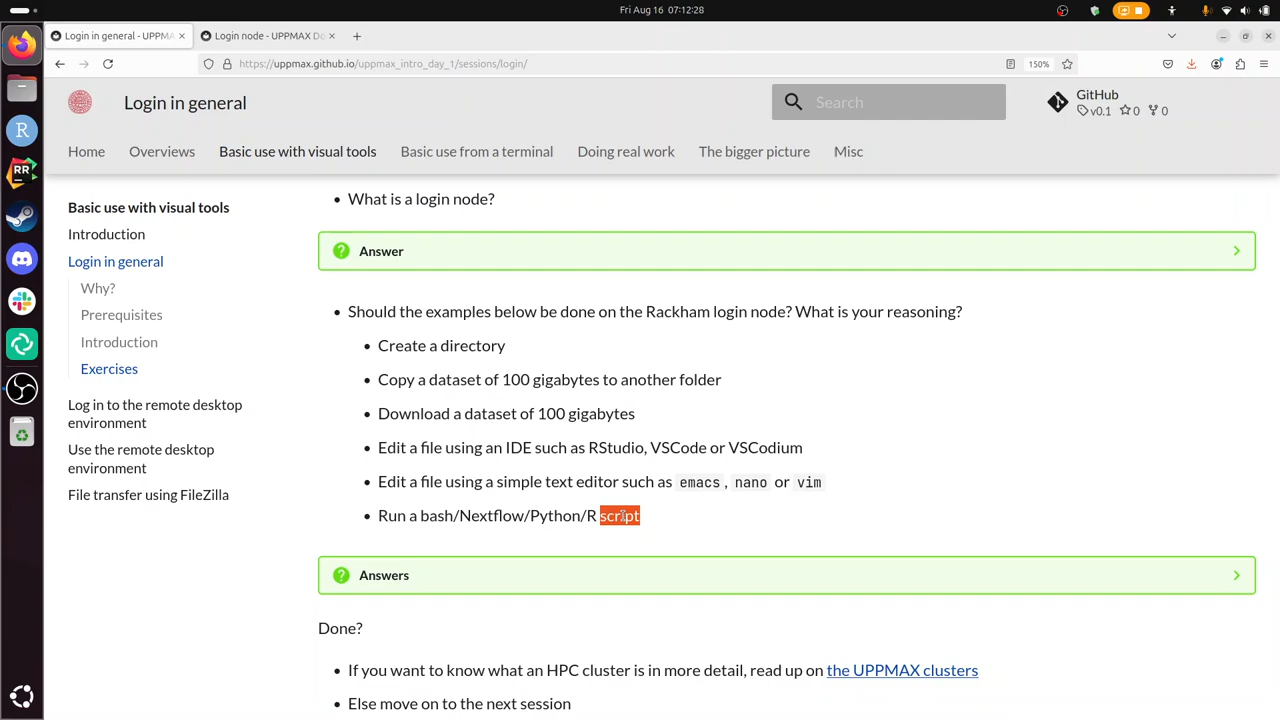 Fri Aug 16 07:12:28
Login in general - UPPMA
Login node - UPPMAX Do
https://uppmax.github.io/uppmax_intro_day_1/sessions/login/
150%
Login in general
Search
GitHub
v0.1 0 0
Home Overviews Basic use with visual tools Basic use from a terminal Doing real work The bigger picture Misc
Basic use with visual tools
Introduction
Login in general
Why?
Prerequisites
Introduction
Exercises
Log in to the remote desktop
environment
Use the remote desktop
environment
File transfer using FileZilla
• What is a login node?
Answer
• Should the examples below be done on the Rackham login node? What is your reasoning?
• Create a directory
• Copy a dataset of 100 gigabytes to another folder
• Download a dataset of 100 gigabytes
• Edit a file using an IDE such as RStudio, VSCode or VSCodium
• Edit a file using a simple text editor such as emacs, nano or vim
• Run a bash/Nextflow/Python/R script
Answers
Done?
• If you want to know what an HPC cluster is in more detail, read up on the UPPMAX clusters
• Else move on to the next session